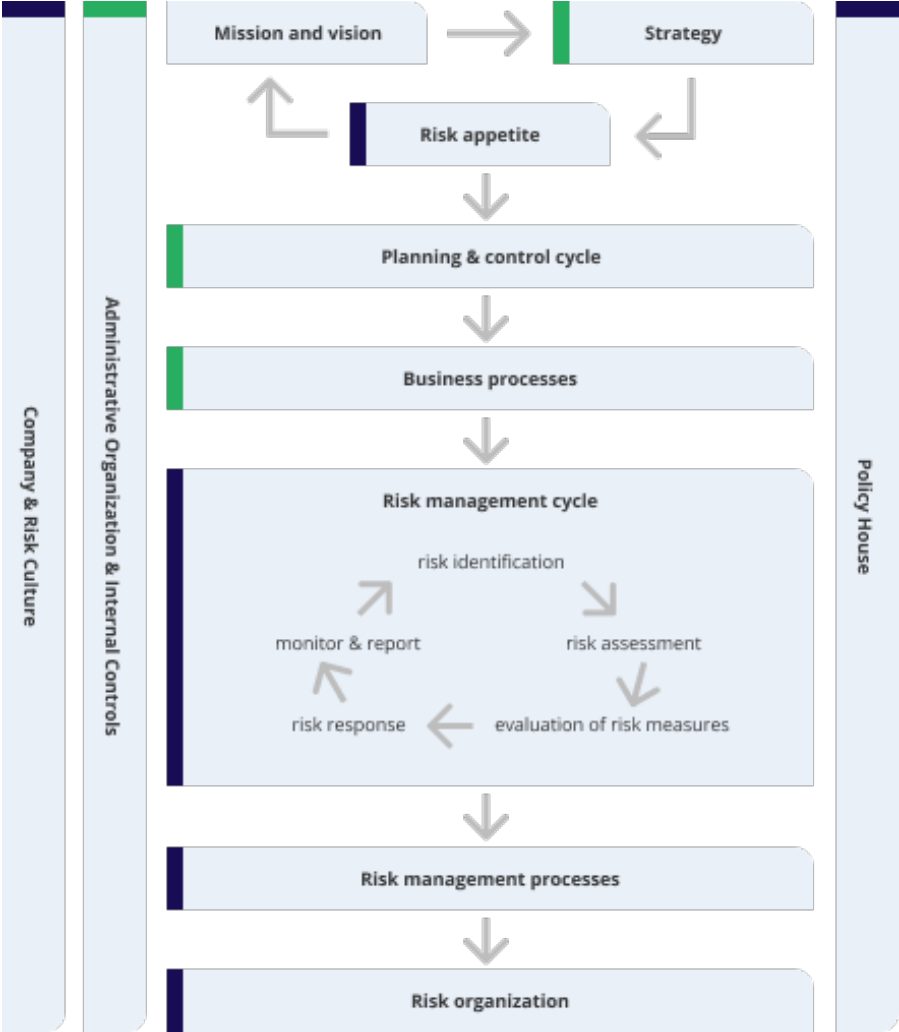 Mission and vision
Strategy
Risk appetite
Planning & control cycle
Business processes
Risk management cycle
risk identification
monitor & report
risk assessment
risk response
evaluation of risk measures
Risk management processes
Risk organization
Company & Risk Culture
Administrative Organization & Internal Controls
Policy House